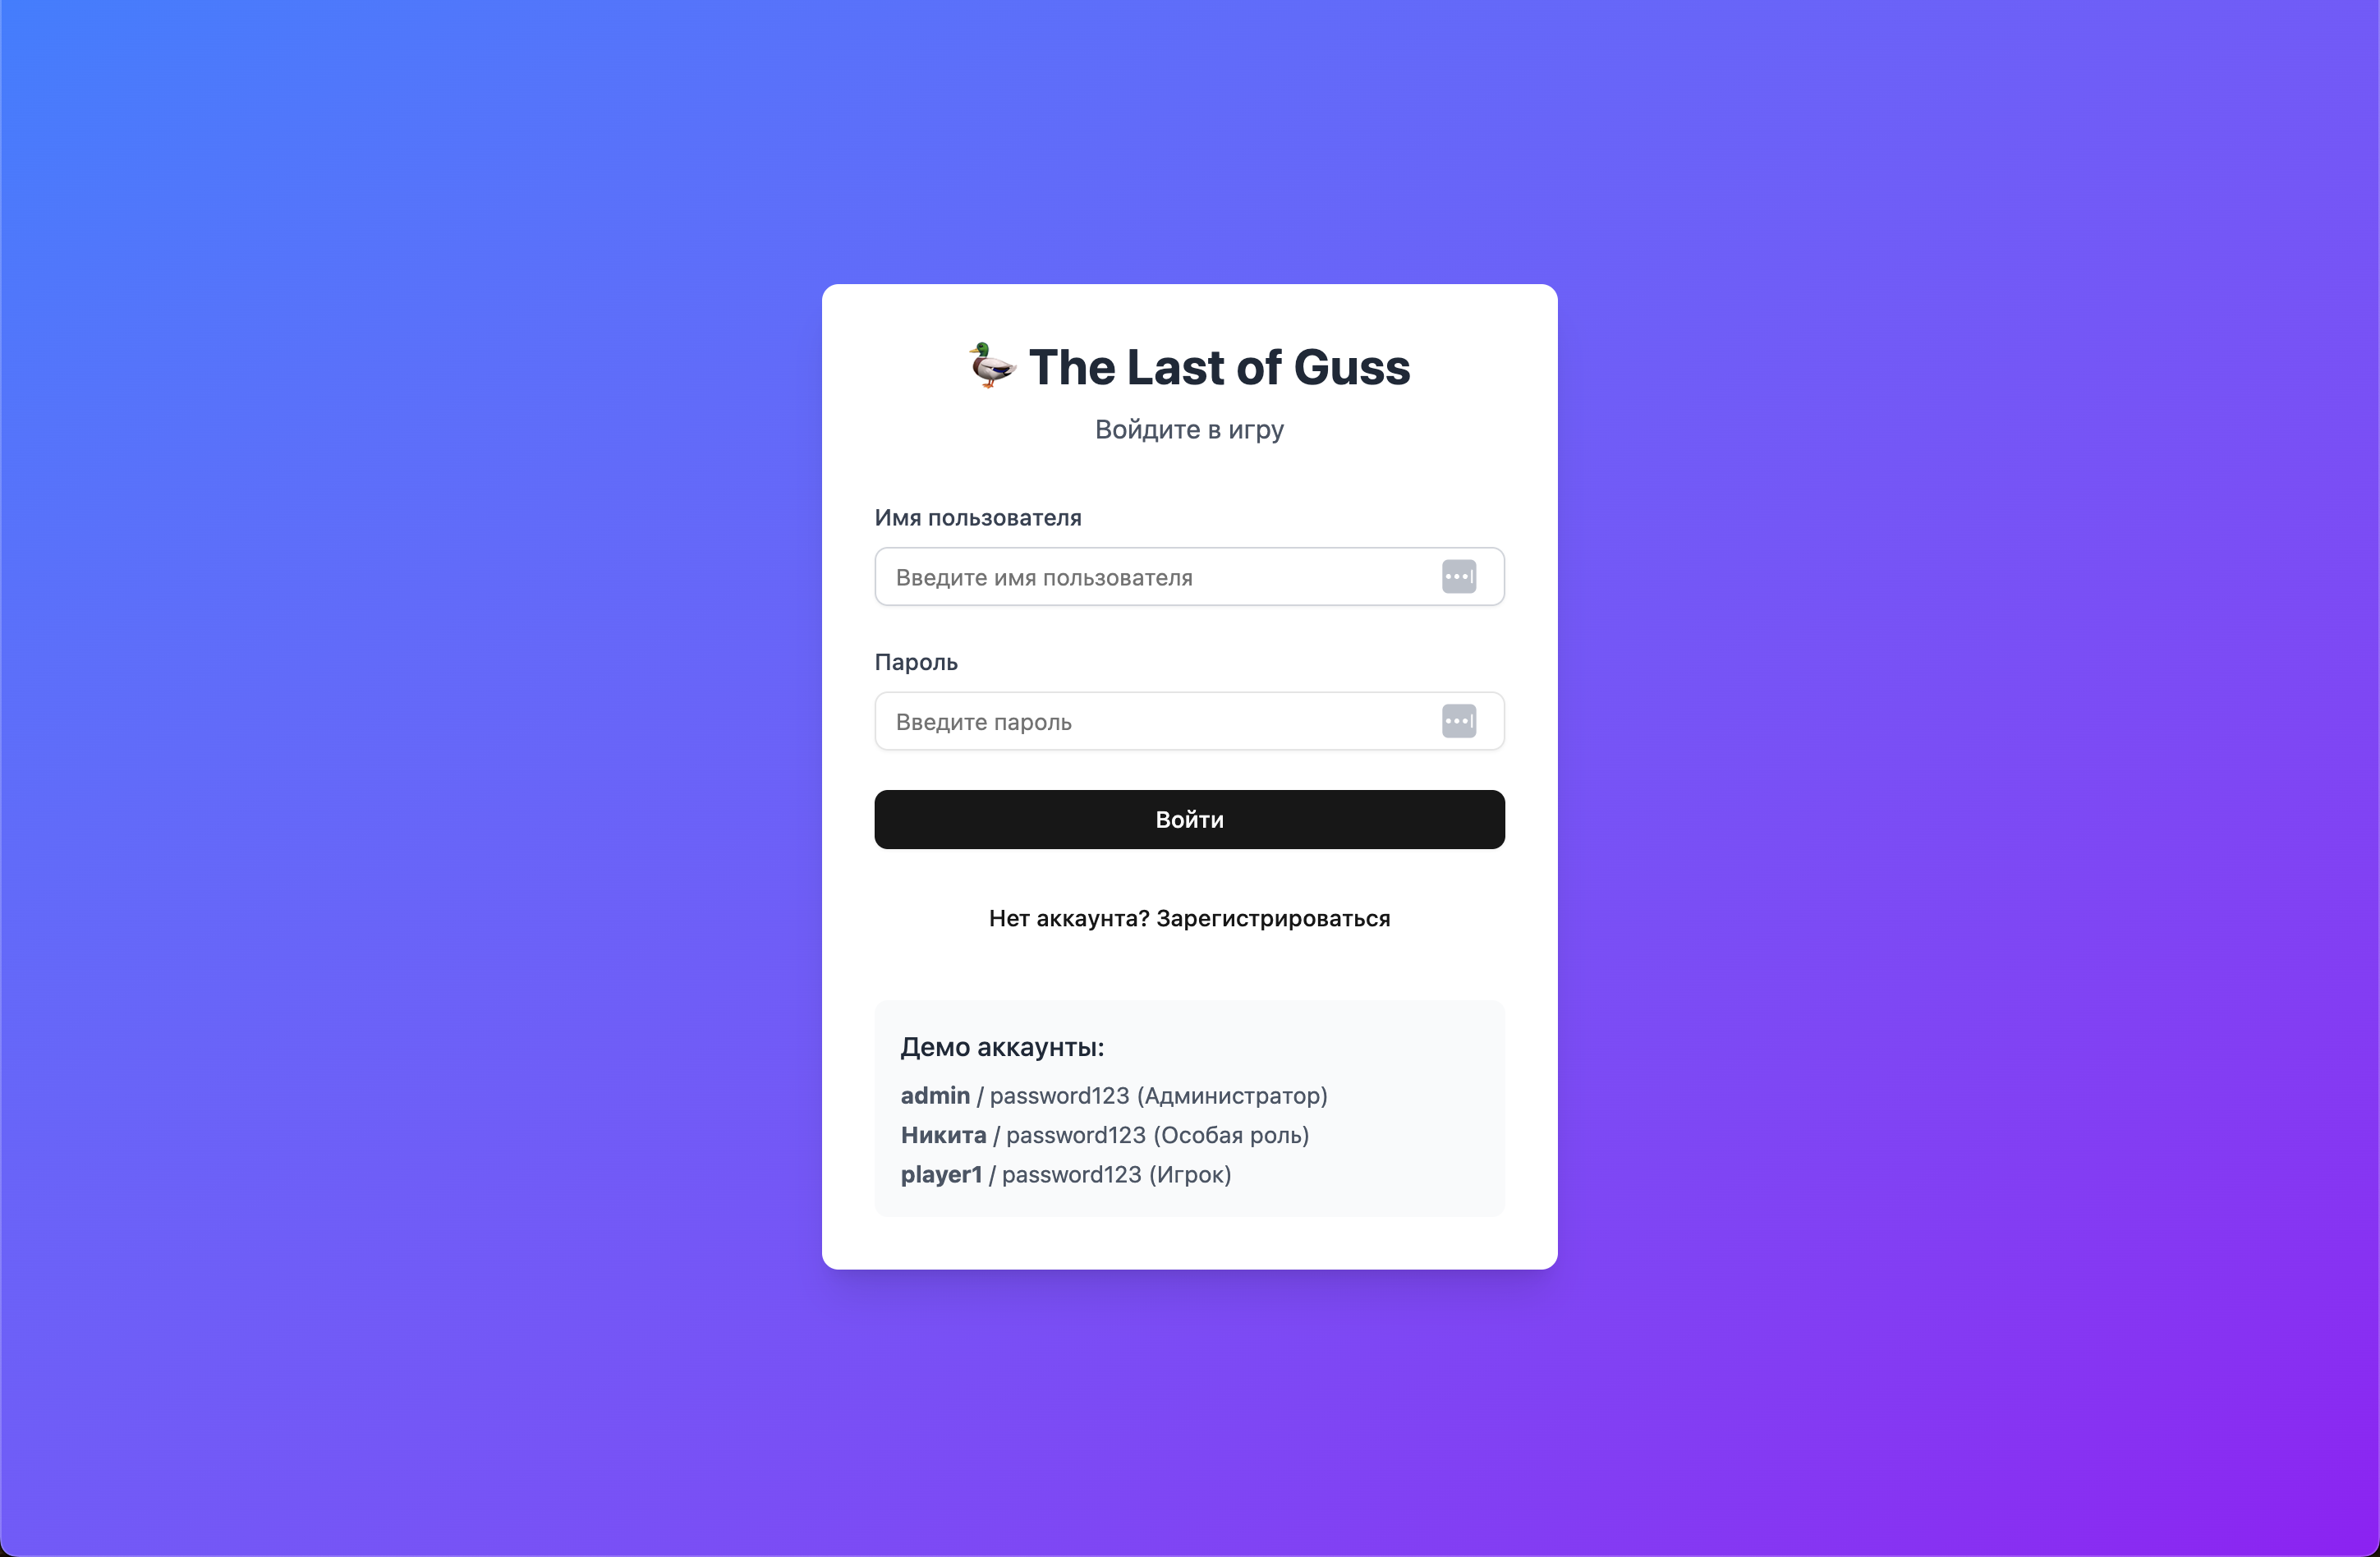 The Last of Guss
Войдите в игру
Имя пользователя
Введите имя пользователя
Пароль
Введите пароль
Войти
Нет аккаунта? Зарегистрироваться
Демо аккаунты:
admin / password123 (Администратор)
Никита / password123 (Особая роль)
player1 / password123 (Игрок)